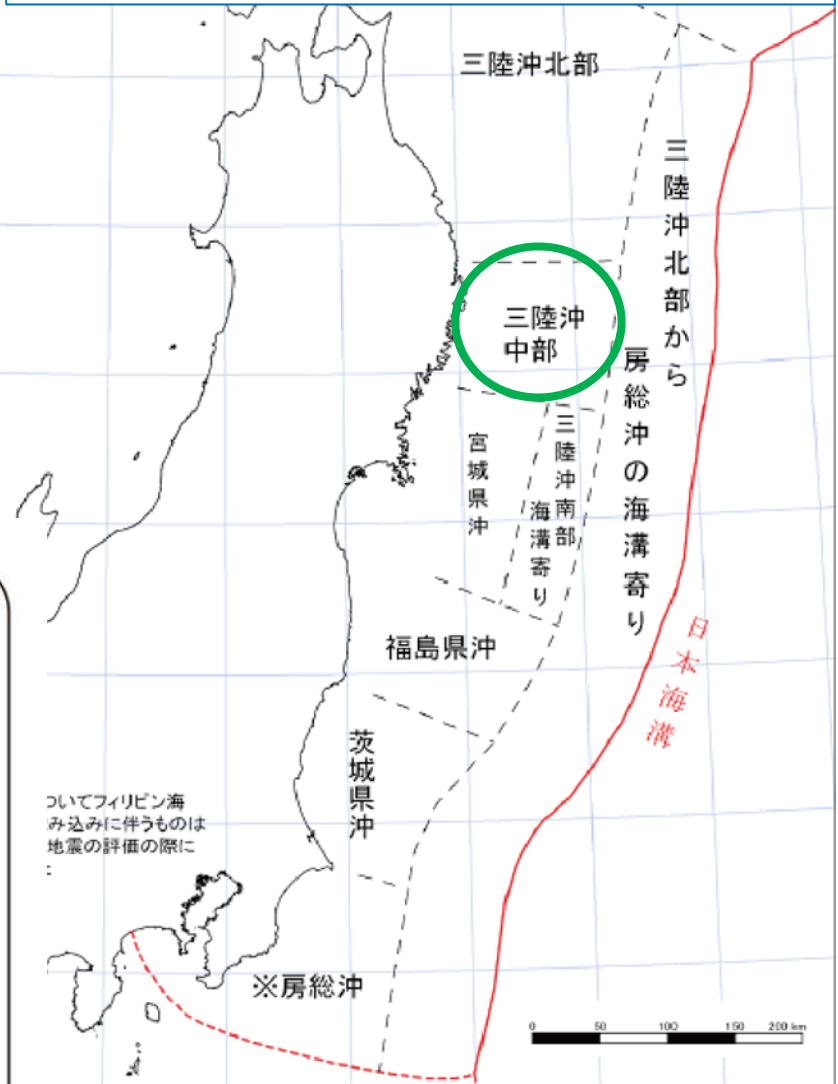 三陸沖北部
三陸沖北部から
房総沖の海溝寄り
三陸沖
中部
宮城県沖
三陸沖南部
海溝寄り
福島県沖
日本海溝
茨城県沖
ついてフィリピン海
み込みに伴うものは
地震の評価の際に
※房総沖
0 50 100 150 200 km